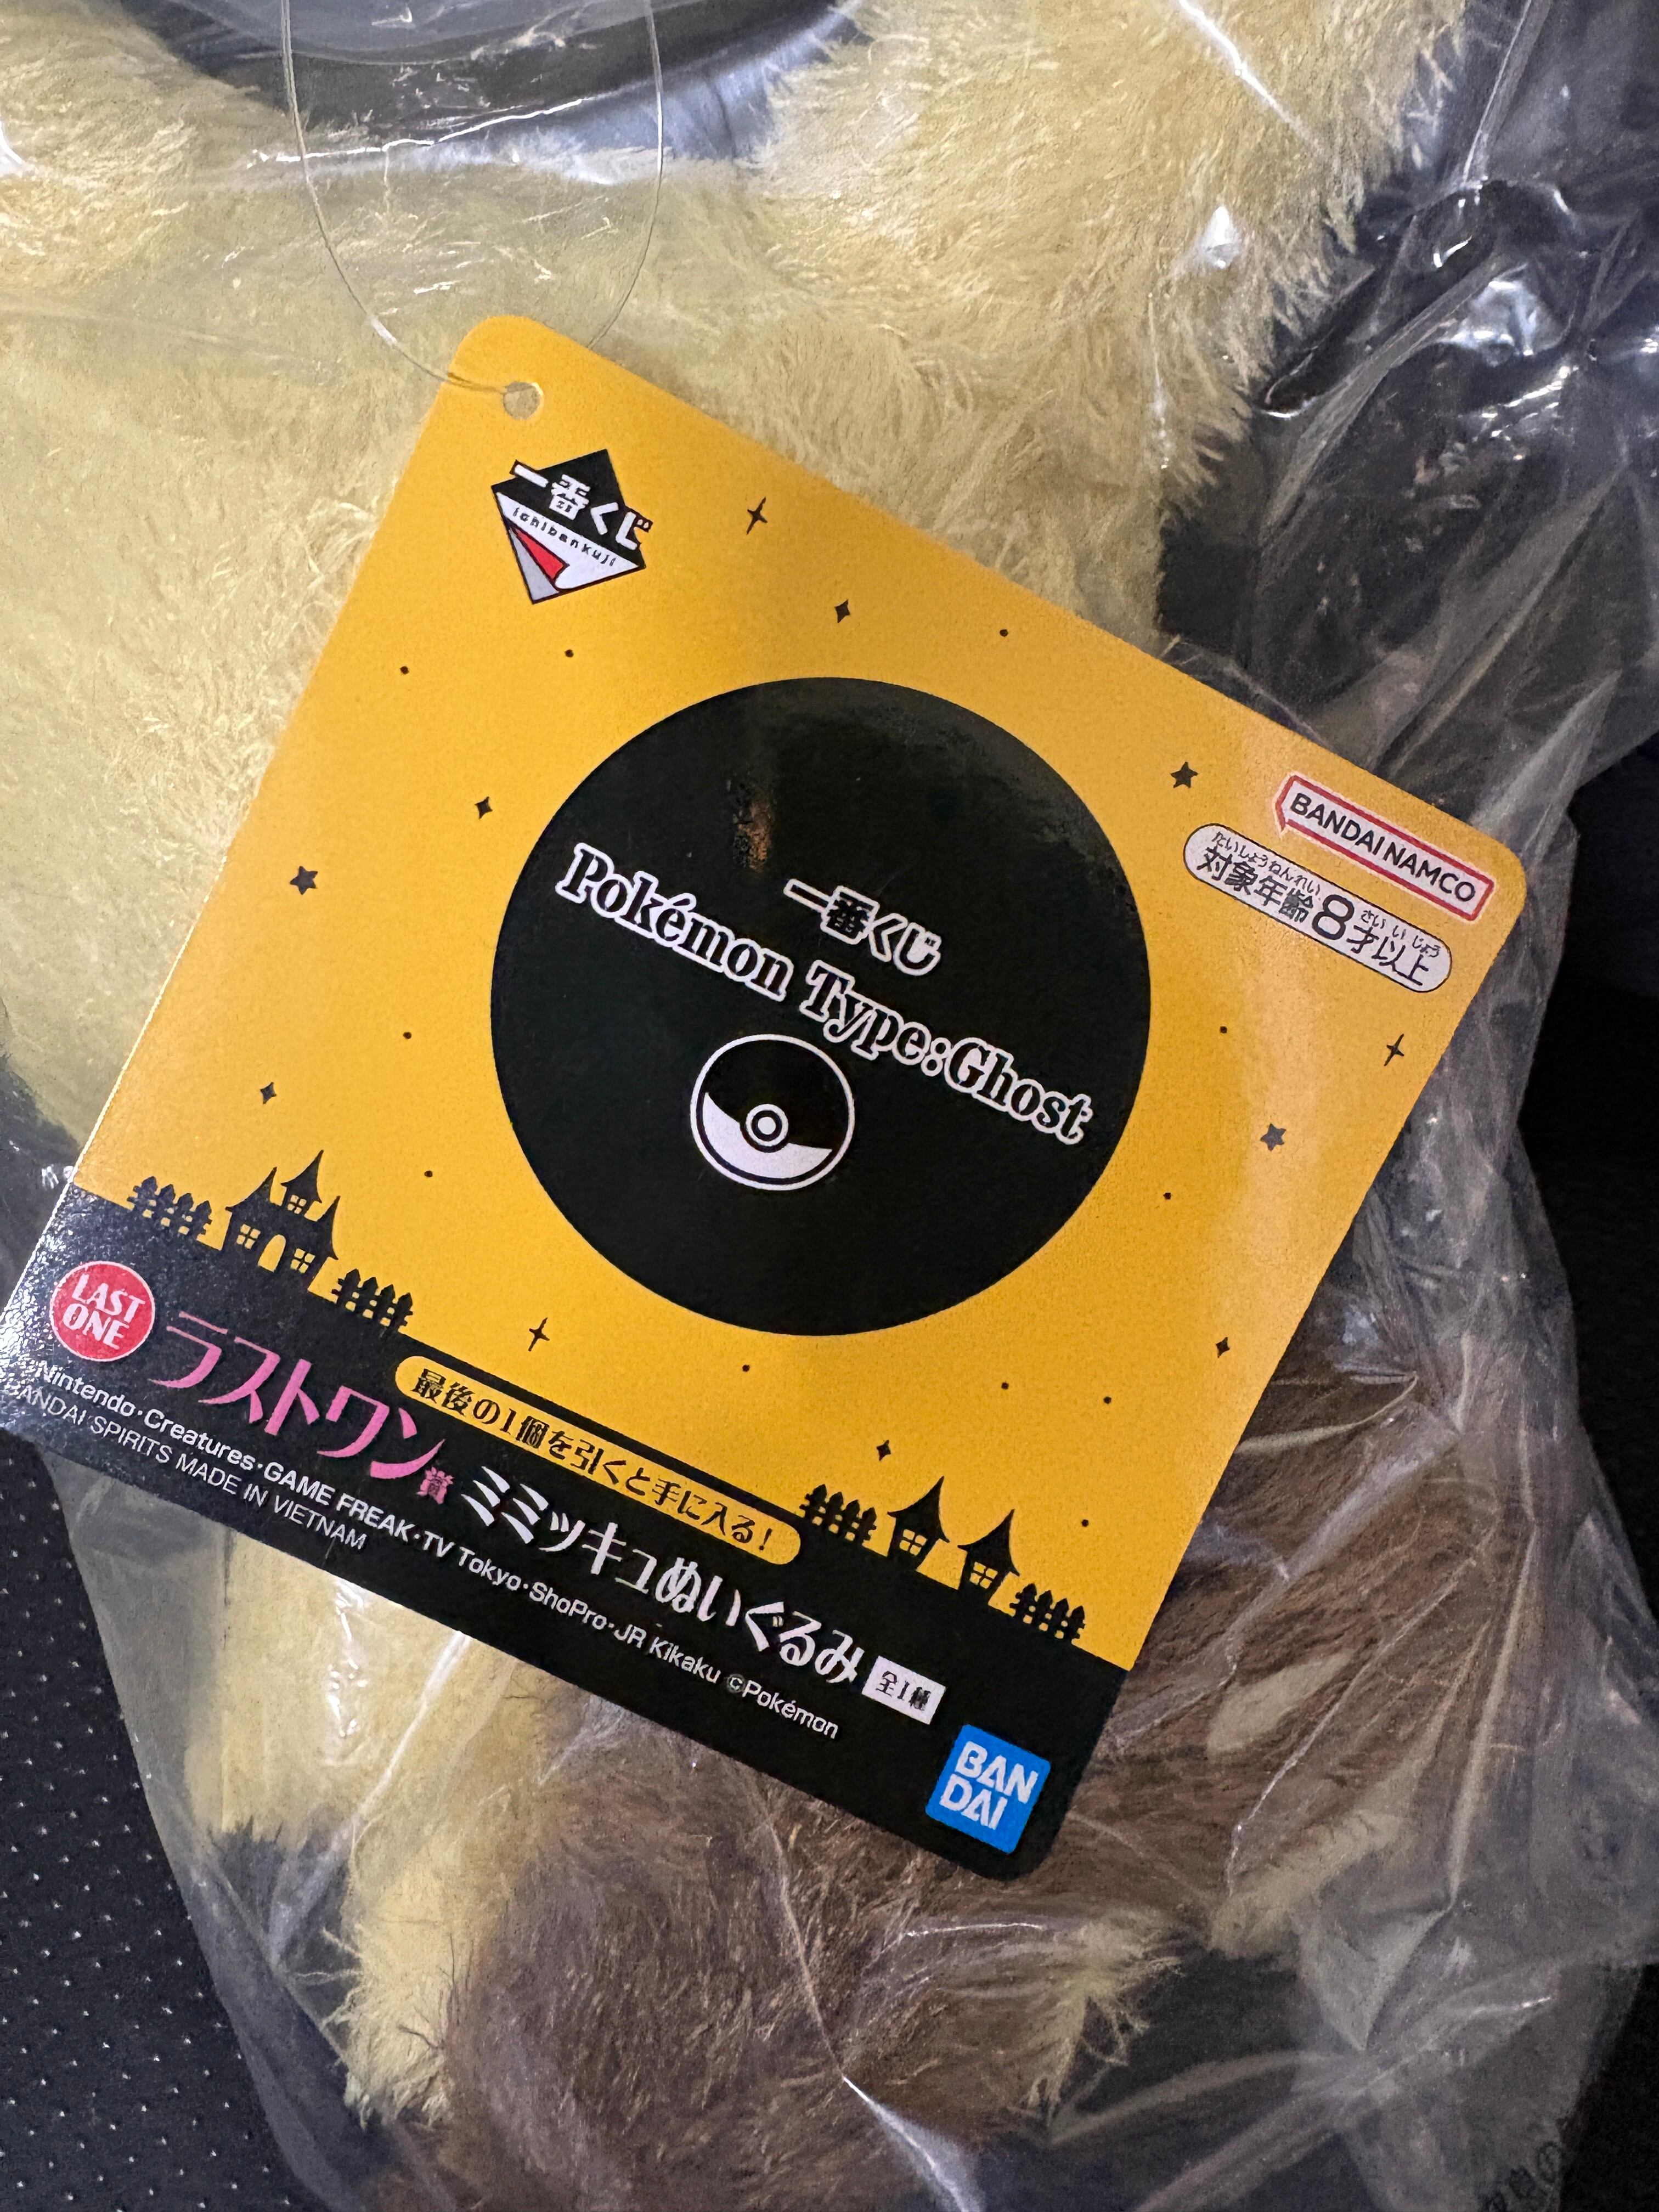 一番くじ
ichibankuji
BANDAI NAMCO
たいしょうねんれい さい い じょう
対象年齢8才以上
一番くじ
Pokémon Type:Ghost
LAST
ONE
最後の1個を引くと手に入る!
ラストワン賞 ミミッキュぬいぐるみ 全1種
Nintendo・Creatures・GAME FREAK・TV Tokyo・ShoPro・JR Kikaku ©Pokémon
BANDAI SPIRITS MADE IN VIETNAM
BAN
DAI